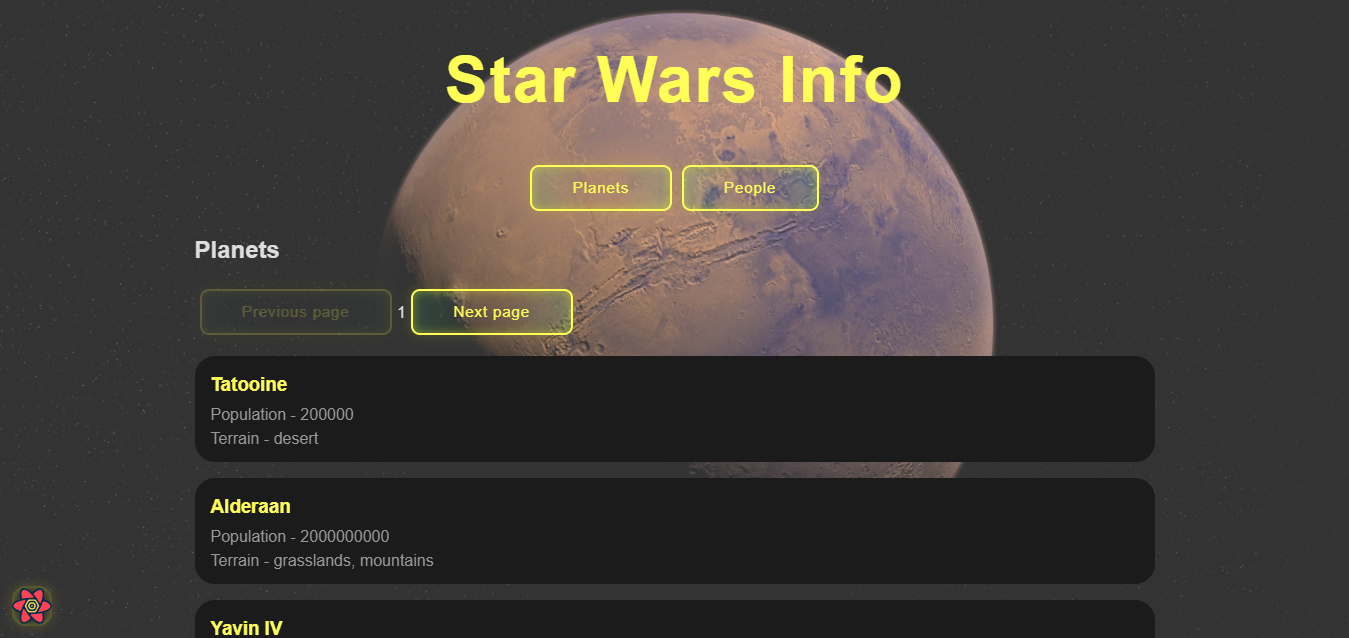 Star Wars Info
Planets People
Planets
Previous page 1 Next page
Tatooine
Population - 200000
Terrain - desert
Alderaan
Population - 2000000000
Terrain - grasslands, mountains
Yavin IV